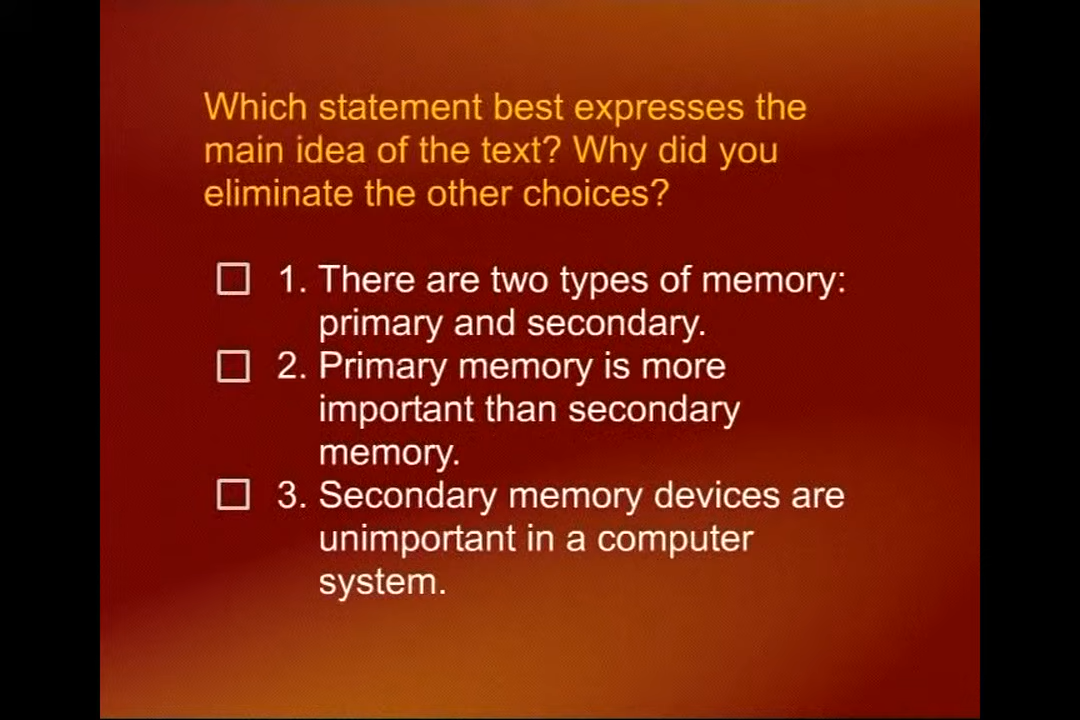 Which statement best expresses the
main idea of the text? Why did you
eliminate the other choices?
1. There are two types of memory:
primary and secondary.
2. Primary memory is more
important than secondary
memory.
3. Secondary memory devices are
unimportant in a computer
system.